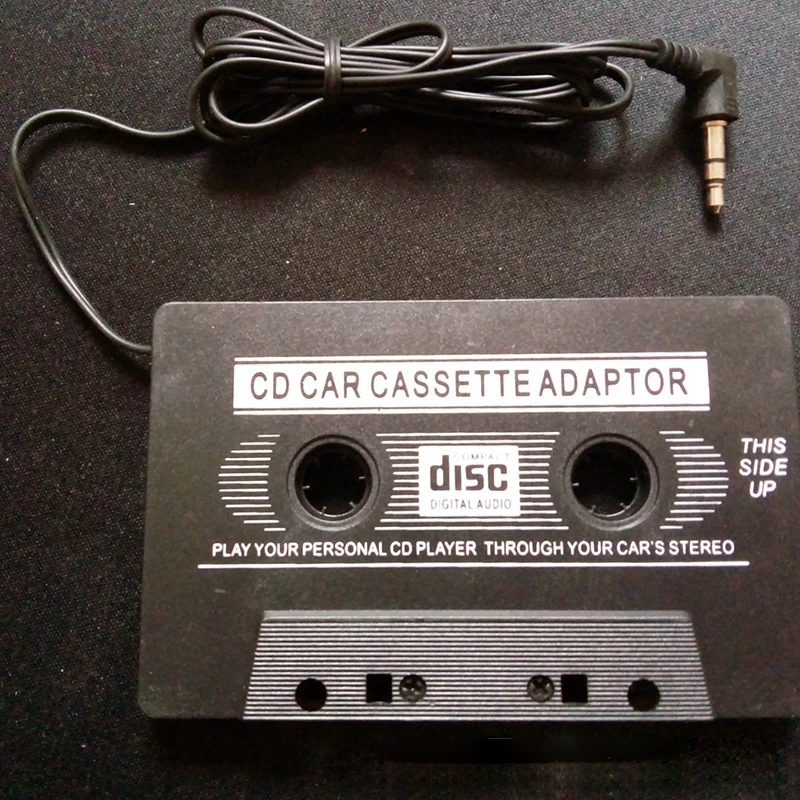 CD CAR CASSETTE ADAPTOR
COMPACT
disc
DIGITAL AUDIO
THIS
SIDE
UP
PLAY YOUR PERSONAL CD PLAYER THROUGH YOUR CAR'S STEREO